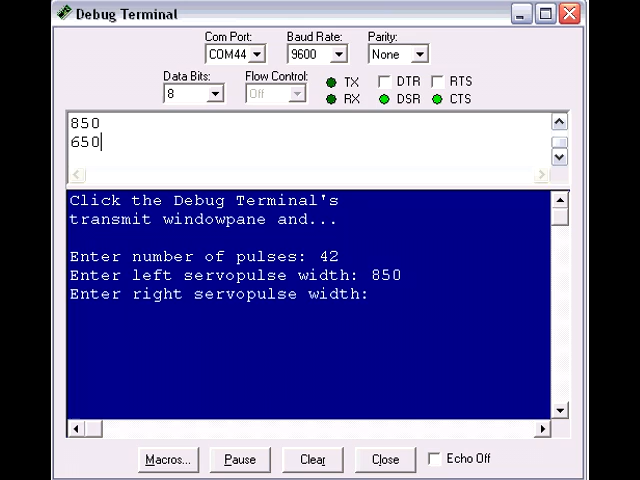 Debug Terminal
Com Port: Baud Rate: Parity:
COM44 9600 None
Data Bits: Flow Control: TX DTR RTS
8 Off RX DSR CTS
850
650
Click the Debug Terminal's
transmit windowpane and...
Enter number of pulses: 42
Enter left servopulse width: 850
Enter right servopulse width:
Macros... Pause Clear Close Echo Off